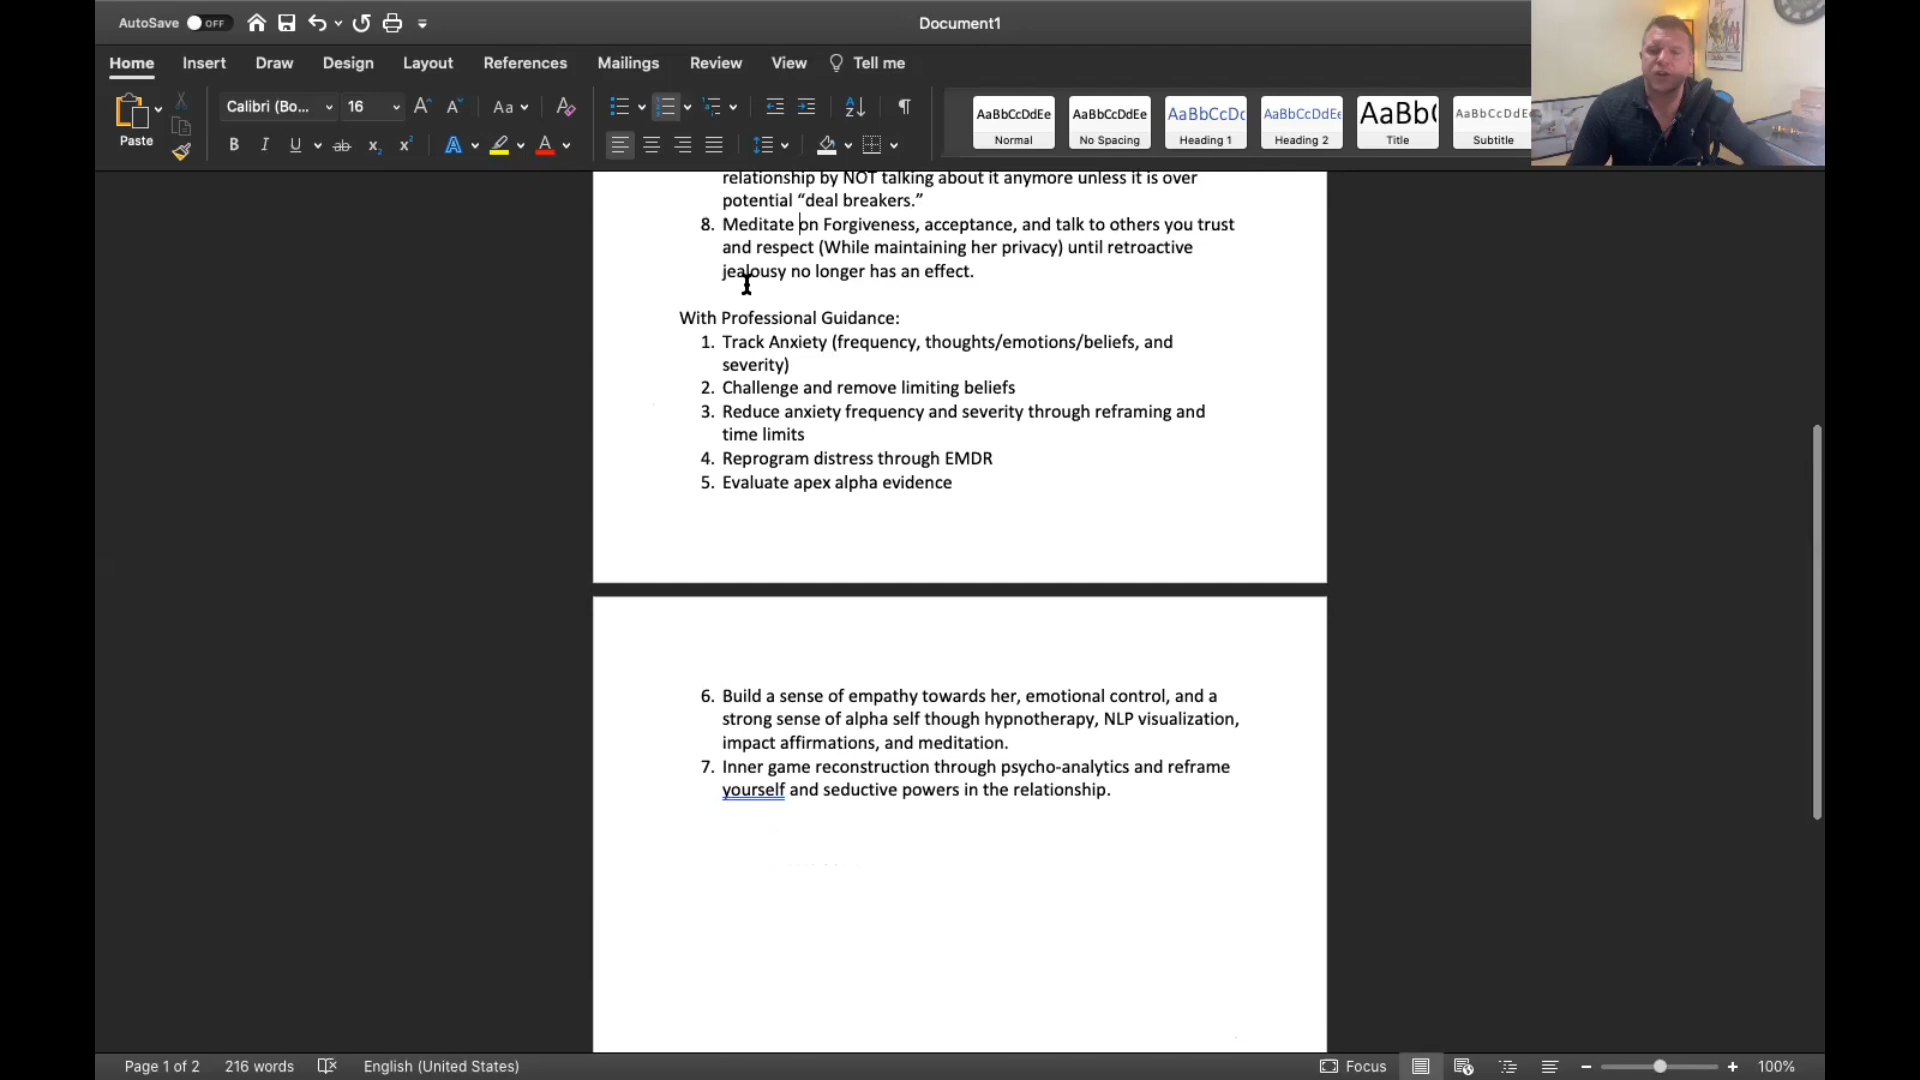 AutoSave OFF
Document1
Home Insert Draw Design Layout References Mailings Review View Tell me
Paste
Calibri (Bo... 16
AaBbCcDdEe AaBbCcDdEe AaBbCcDc AaBbCcDdEe AaBb( AaBbCcDdEe
Normal No Spacing Heading 1 Heading 2 Title Subtitle
relationship by NOT talking about it anymore unless it is over
potential “deal breakers.”
8. Meditate on Forgiveness, acceptance, and talk to others you trust
and respect (While maintaining her privacy) until retroactive
jealousy no longer has an effect.
With Professional Guidance:
1. Track Anxiety (frequency, thoughts/emotions/beliefs, and
severity)
2. Challenge and remove limiting beliefs
3. Reduce anxiety frequency and severity through reframing and
time limits
4. Reprogram distress through EMDR
5. Evaluate apex alpha evidence
6. Build a sense of empathy towards her, emotional control, and a
strong sense of alpha self though hypnotherapy, NLP visualization,
impact affirmations, and meditation.
7. Inner game reconstruction through psycho-analytics and reframe
yourself and seductive powers in the relationship.
Page 1 of 2 216 words English (United States) Focus 100%